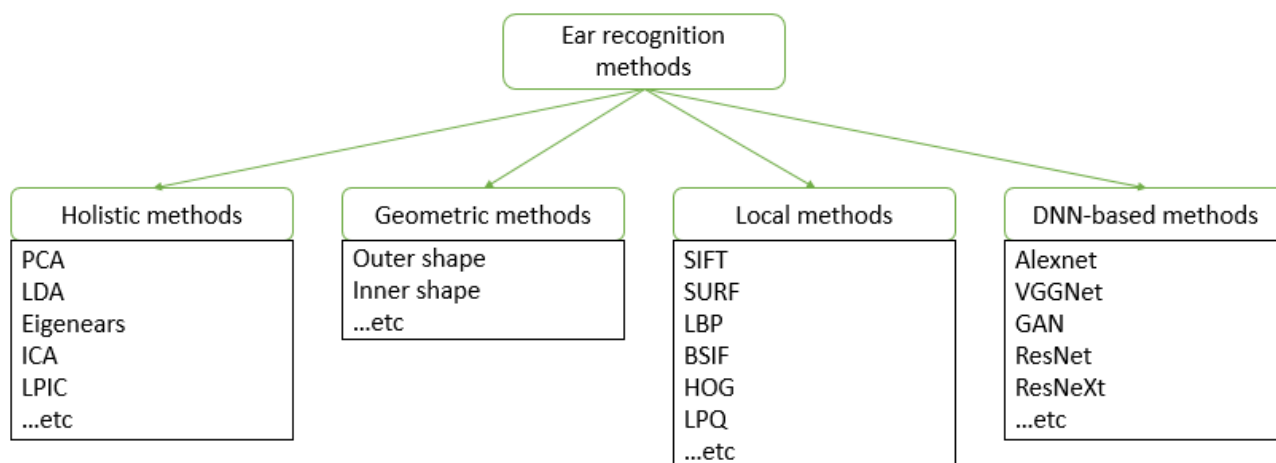 Ear recognition
methods
Holistic methods
PCA
LDA
Eigenears
ICA
LPIC
...etc
Geometric methods
Outer shape
Inner shape
...etc
Local methods
SIFT
SURF
LBP
BSIF
HOG
LPQ
...etc
DNN-based methods
Alexnet
VGGNet
GAN
ResNet
ResNeXt
...etc